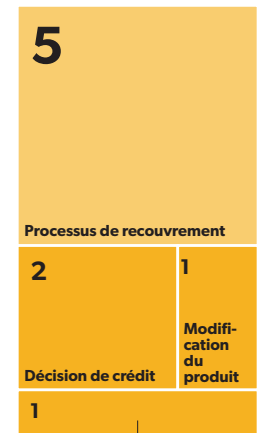 5
Processus de recouvrement
2
Décision de crédit
1
Modifi-
cation
du
produit
1